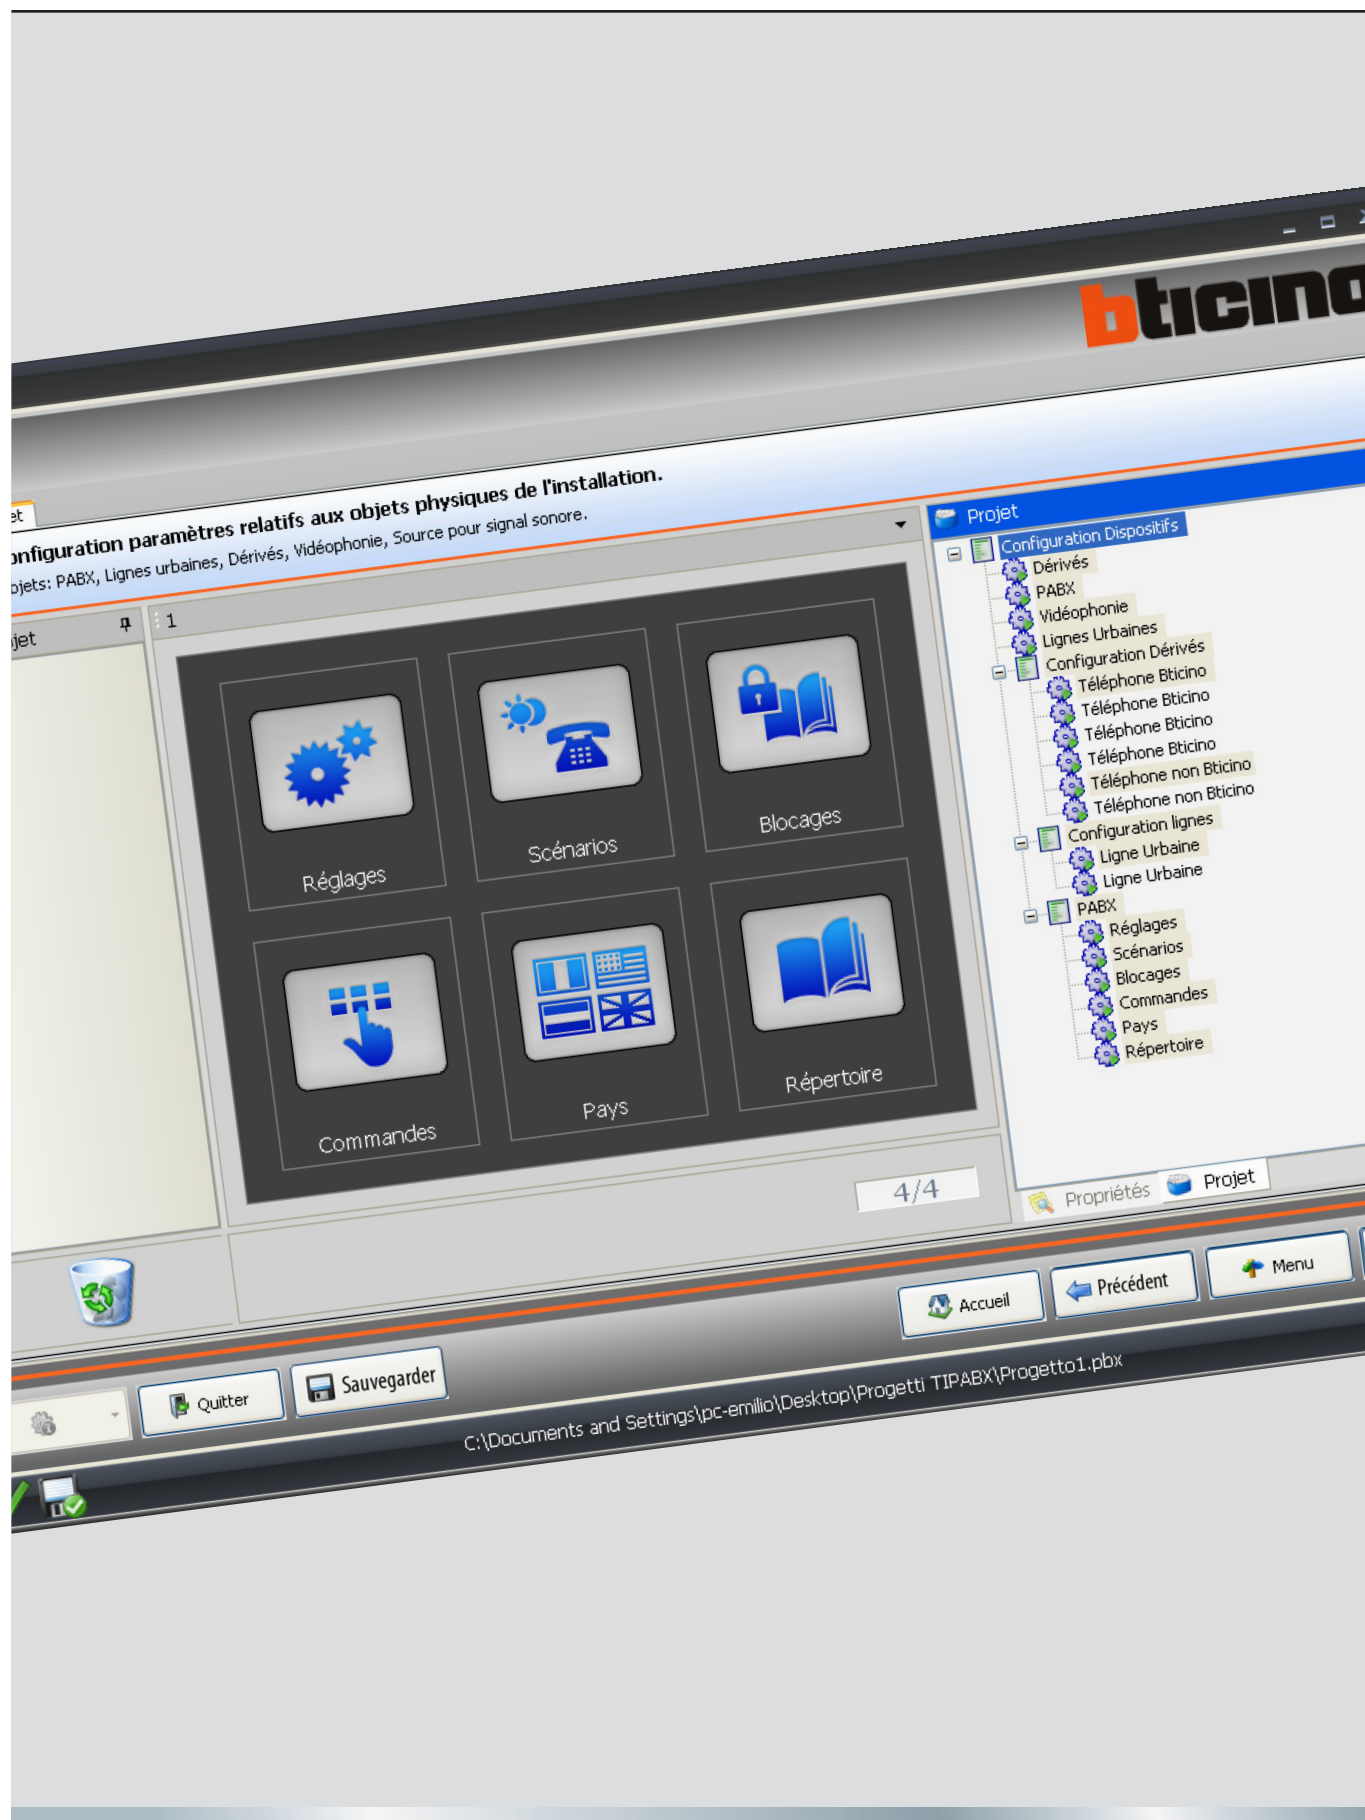 bticino
et
onfiguration paramètres relatifs aux objets physiques de l'installation.
ojets: PABX, Lignes urbaines, Dérivés, Vidéophonie, Source pour signal sonore.
jet
1
Réglages
Scénarios
Blocages
Commandes
Pays
Répertoire
4/4
Projet
Configuration Dispositifs
Dérivés
PABX
Vidéophonie
Lignes Urbaines
Configuration Dérivés
Téléphone Bticino
Téléphone Bticino
Téléphone Bticino
Téléphone Bticino
Téléphone non Bticino
Téléphone non Bticino
Configuration lignes
Ligne Urbaine
Ligne Urbaine
PABX
Réglages
Scénarios
Blocages
Commandes
Pays
Répertoire
Propriétés
Projet
Quitter
Sauvegarder
Accueil
Précédent
Menu
C:\Documents and Settings\pc-emilio\Desktop\Progetti TIPABX\Progetto1.pbx